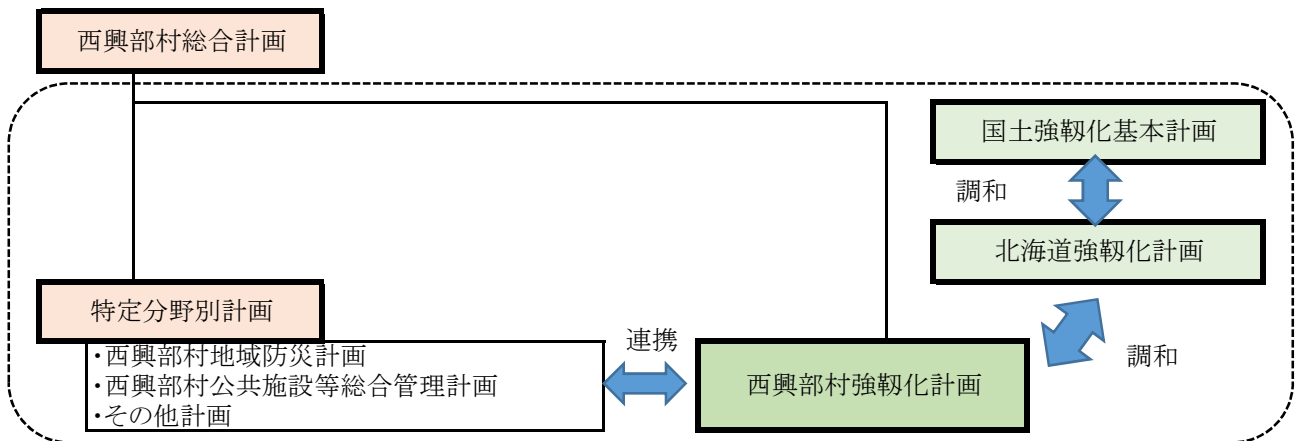 西興部村総合計画
国土強靱化基本計画
調和
北海道強靱化計画
特定分野別計画
・西興部村地域防災計画
・西興部村公共施設等総合管理計画
・その他計画
連携
西興部村強靱化計画
調和